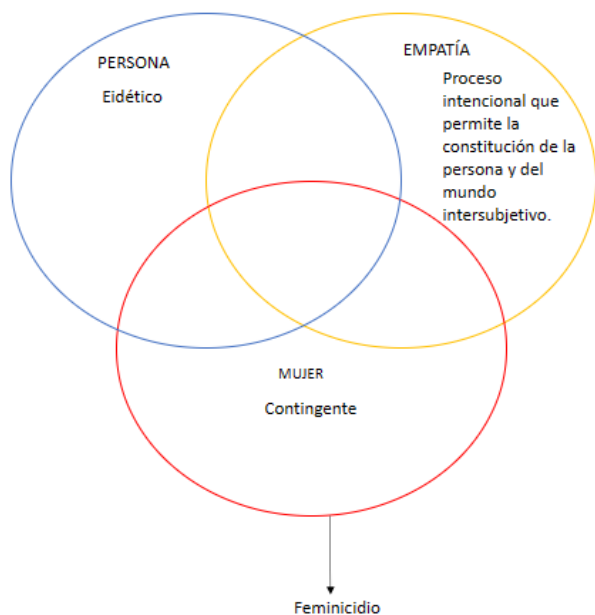 PERSONA
Eidético
EMPATÍA
Proceso
intencional que
permite la
constitución de la
persona y del
mundo
intersubjetivo.
MUJER
Contingente
Feminicidio